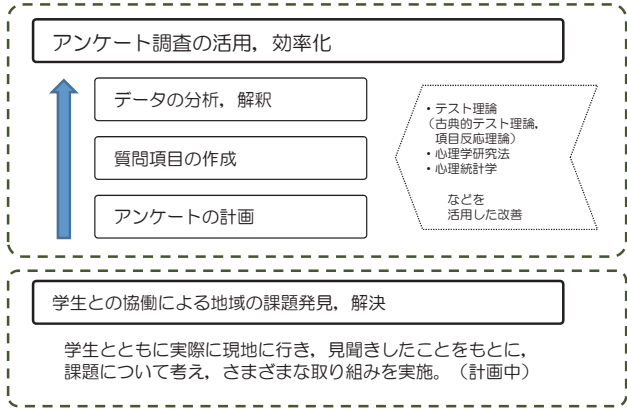 アンケート調査の活用，効率化
データの分析，解釈
質問項目の作成
アンケートの計画
・テスト理論
（古典的テスト理論，
項目反応理論）
・心理学研究法
・心理統計学
などを
活用した改善
学生との協働による地域の課題発見，解決
学生とともに実際に現地に行き，見聞きしたことをもとに，
課題について考え，さまざまな取り組みを実施。（計画中）